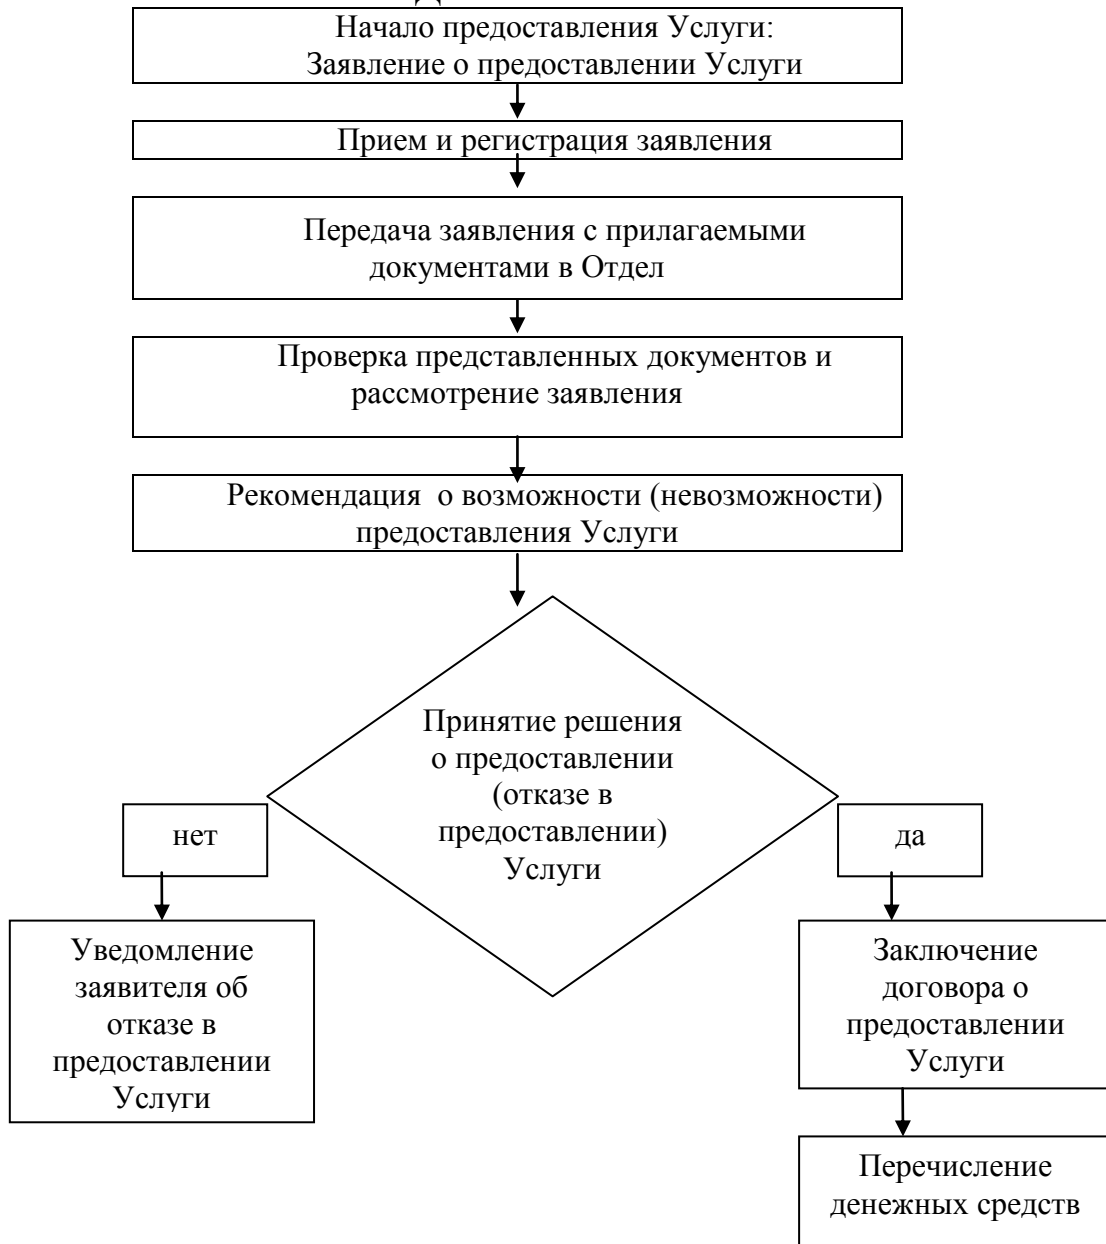 Начало предоставления Услуги:
Заявление о предоставлении Услуги
Прием и регистрация заявления
Передача заявления с прилагаемыми
документами в Отдел
Проверка представленных документов и
рассмотрение заявления
Рекомендация о возможности (невозможности)
предоставления Услуги
Принятие решения
о предоставлении
(отказе в
предоставлении)
Услуги
нет
да
Уведомление
заявителя об
отказе в
предоставлении
Услуги
Заключение
договора о
предоставлении
Услуги
Перечисление
денежных средств